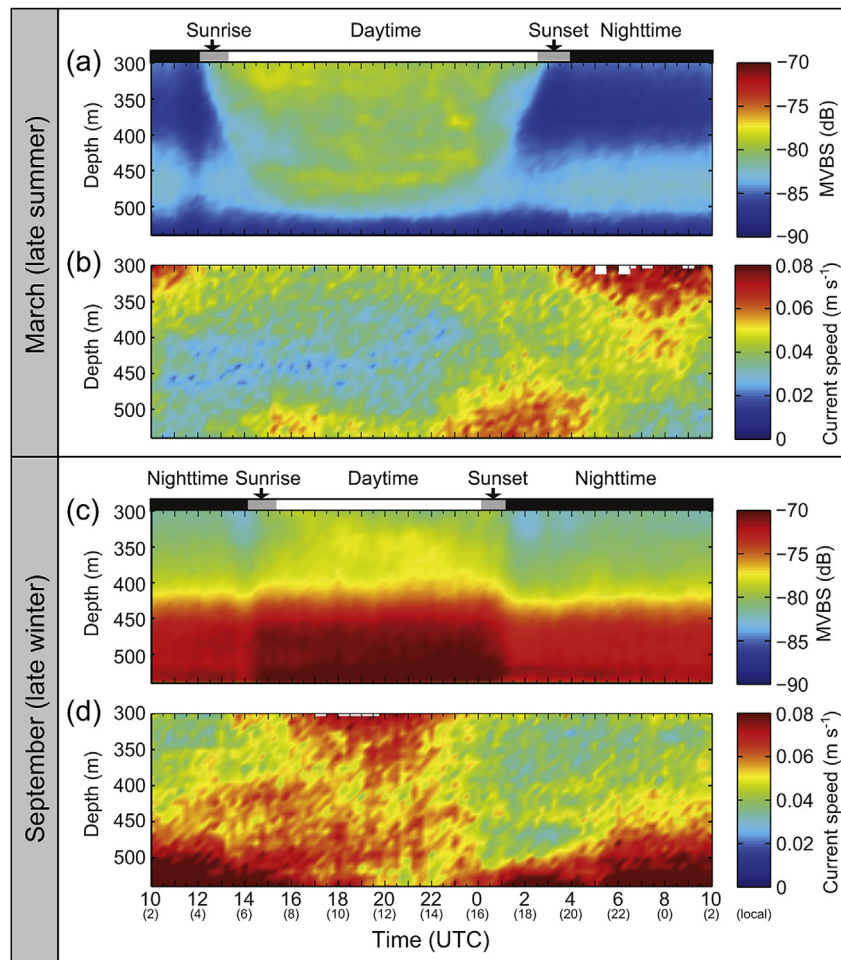 March (late summer)
Sunrise Daytime Sunset Nighttime
(a)
300
350
400
450
500
Depth (m)
−70
−75
−80
−85
−90
MVBS (dB)
(b)
300
350
400
450
500
Depth (m)
0.08
0.06
0.04
0.02
0
Current speed (m s⁻¹)
September (late winter)
Nighttime Sunrise Daytime Sunset Nighttime
(c)
300
350
400
450
500
Depth (m)
−70
−75
−80
−85
−90
MVBS (dB)
(d)
300
350
400
450
500
Depth (m)
0.08
0.06
0.04
0.02
0
Current speed (m s⁻¹)
10 12 14 16 18 20 22 0 2 4 6 8 10
(2) (4) (6) (8) (10) (12) (14) (16) (18) (20) (22) (0) (2) (local)
Time (UTC)